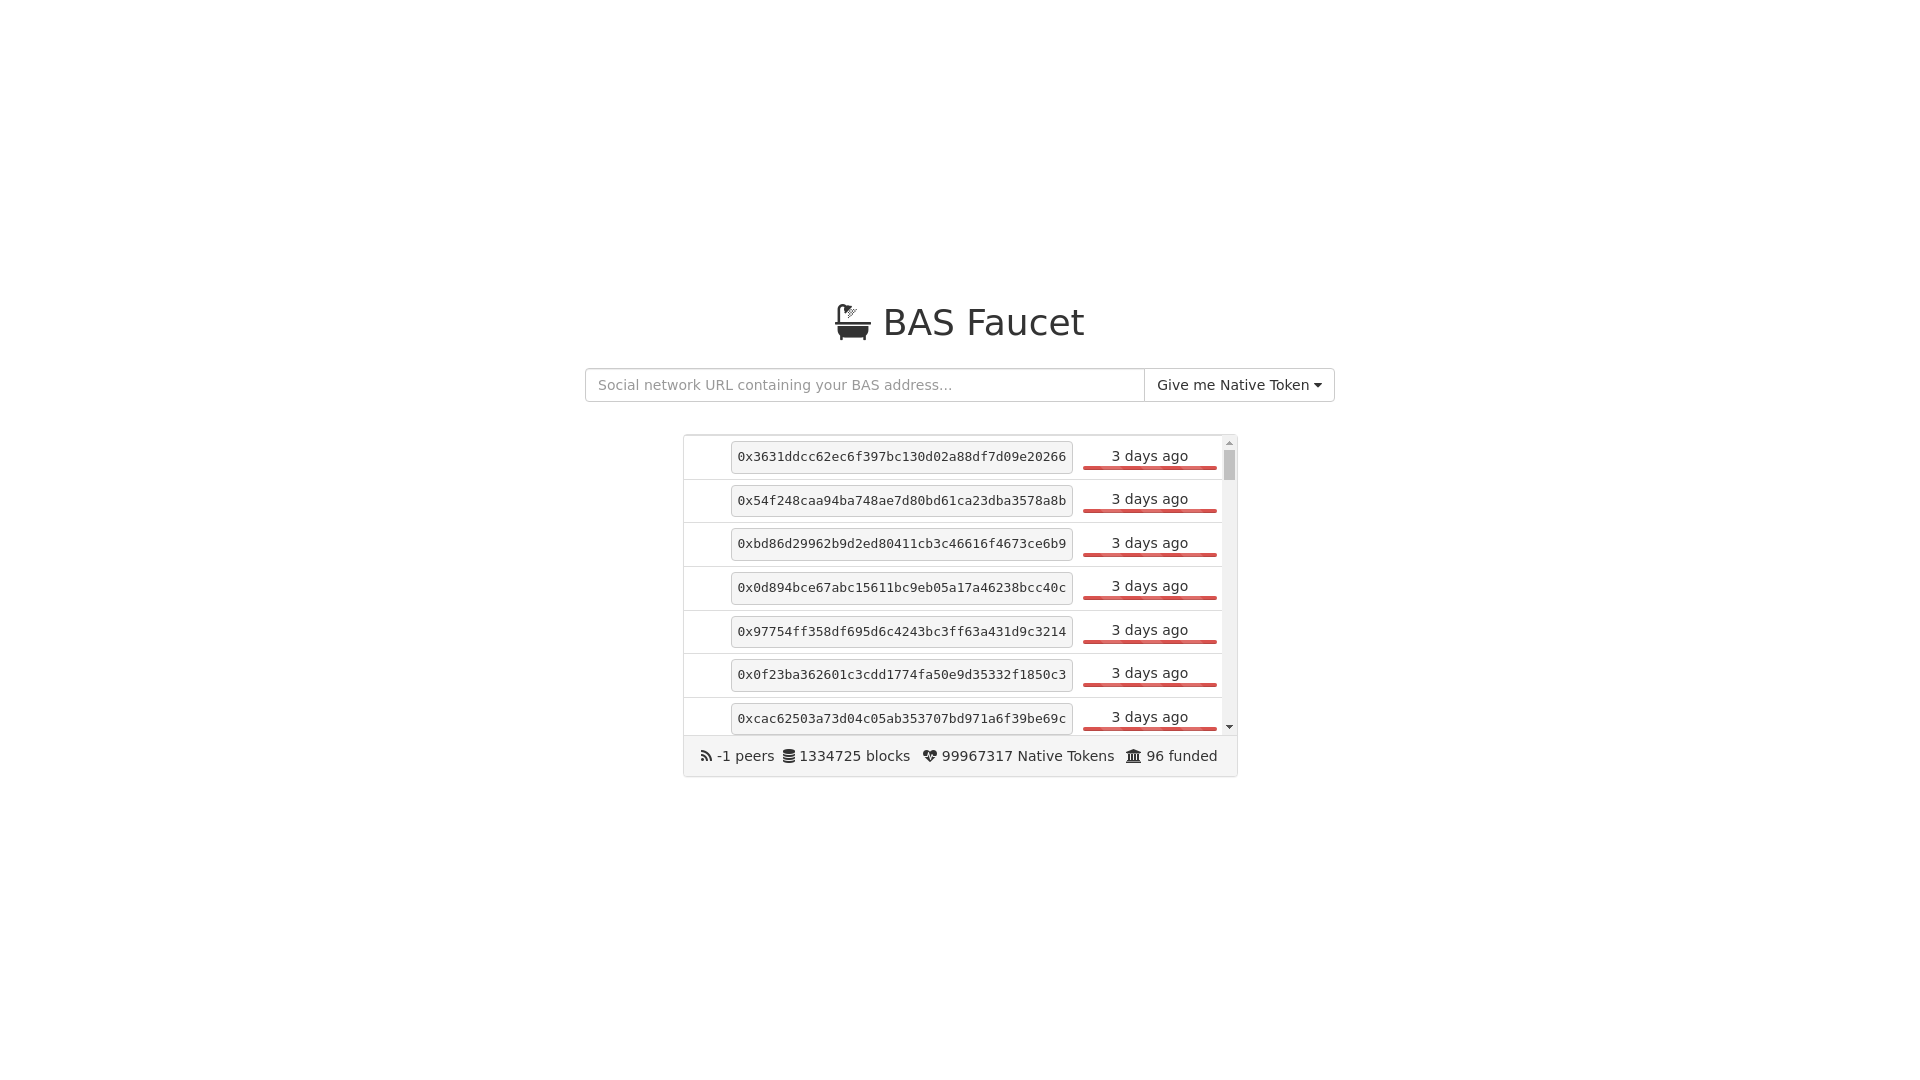 BAS Faucet
Social network URL containing your BAS address...
Give me Native Token
0x3631ddcc62ec6f397bc130d02a88df7d09e20266 3 days ago
0x54f248caa94ba748ae7d80bd61ca23dba3578a8b 3 days ago
0xbd86d29962b9d2ed80411cb3c46616f4673ce6b9 3 days ago
0x0d894bce67abc15611bc9eb05a17a46238bcc40c 3 days ago
0x97754ff358df695d6c4243bc3ff63a431d9c3214 3 days ago
0x0f23ba362601c3cdd1774fa50e9d35332f1850c3 3 days ago
0xcac62503a73d04c05ab353707bd971a6f39be69c 3 days ago
-1 peers 1334725 blocks 99967317 Native Tokens 96 funded